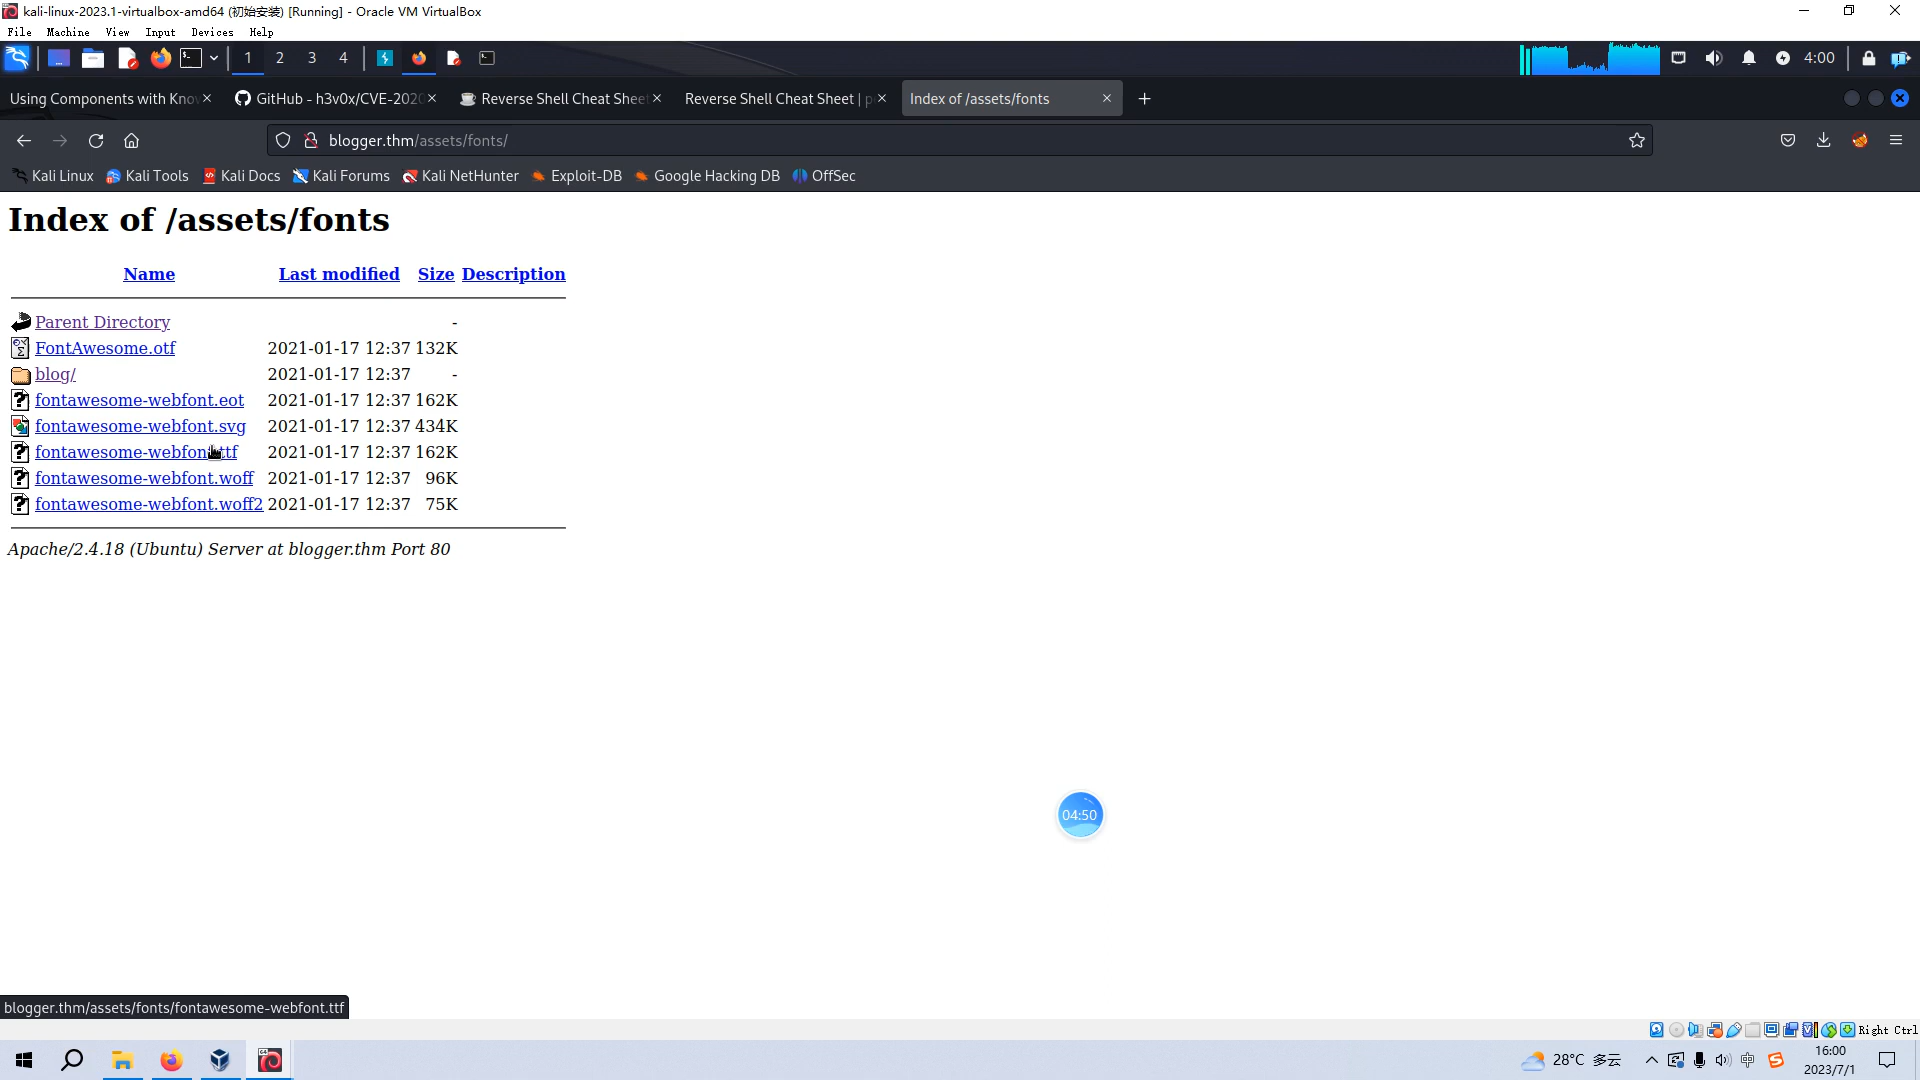 kali-linux-2023.1-virtualbox-amd64 (初始安装) [Running] - Oracle VM VirtualBox
File Machine View Input Devices Help
1 2 3 4 4:00
Using Components with Kno GitHub - h3v0x/CVE-2020 Reverse Shell Cheat Sheet Reverse Shell Cheat Sheet | p Index of /assets/fonts
blogger.thm/assets/fonts/
Kali Linux Kali Tools Kali Docs Kali Forums Kali NetHunter Exploit-DB Google Hacking DB OffSec
Index of /assets/fonts
Name Last modified Size Description
Parent Directory -
FontAwesome.otf 2021-01-17 12:37 132K
blog/ 2021-01-17 12:37 -
fontawesome-webfont.eot 2021-01-17 12:37 162K
fontawesome-webfont.svg 2021-01-17 12:37 434K
fontawesome-webfont.ttf 2021-01-17 12:37 162K
fontawesome-webfont.woff 2021-01-17 12:37 96K
fontawesome-webfont.woff2 2021-01-17 12:37 75K
Apache/2.4.18 (Ubuntu) Server at blogger.thm Port 80
04:50
blogger.thm/assets/fonts/fontawesome-webfont.ttf
Right Ctrl
28°C 多云 中 16:00
2023/7/1